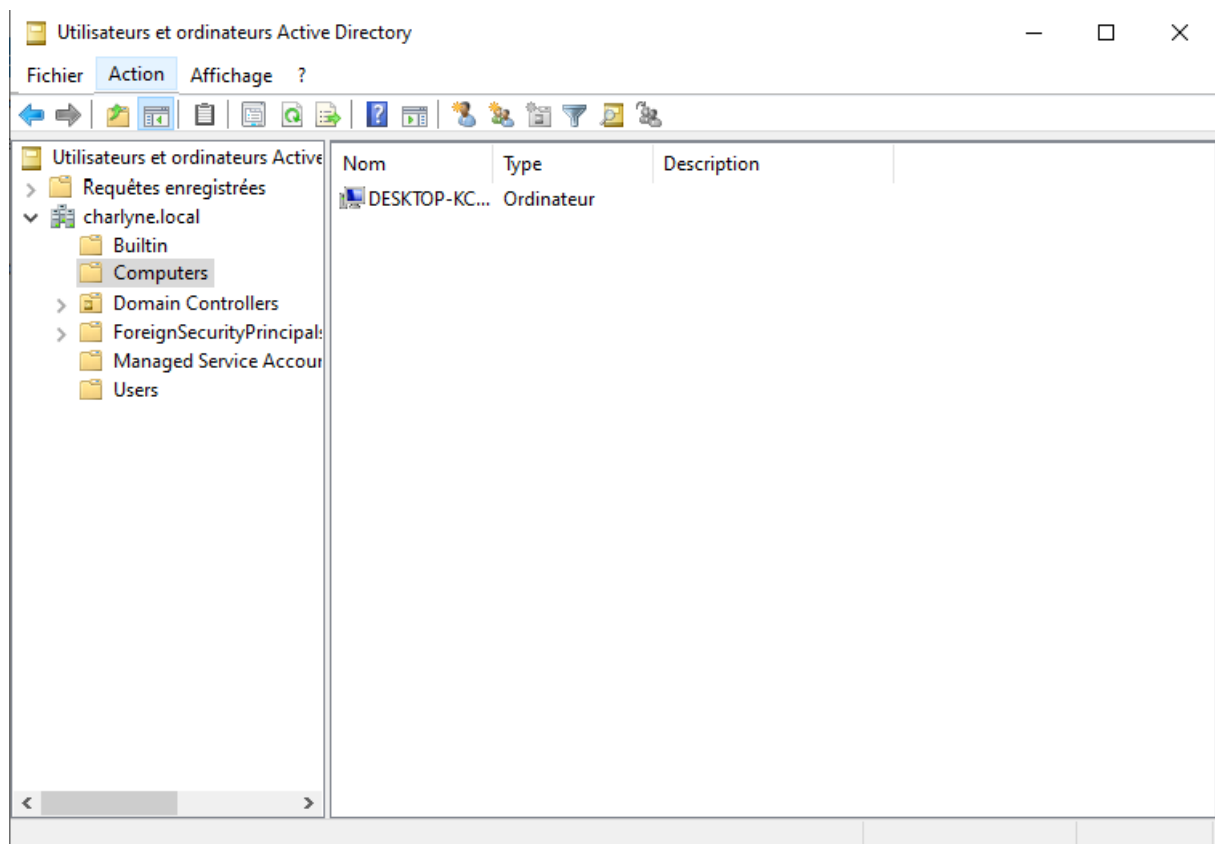 Utilisateurs et ordinateurs Active Directory
Fichier Action Affichage ?
Utilisateurs et ordinateurs Active
Requêtes enregistrées
charlyne.local
Builtin
Computers
Domain Controllers
ForeignSecurityPrincipals
Managed Service Accour
Users
Nom Type Description
DESKTOP-KC... Ordinateur